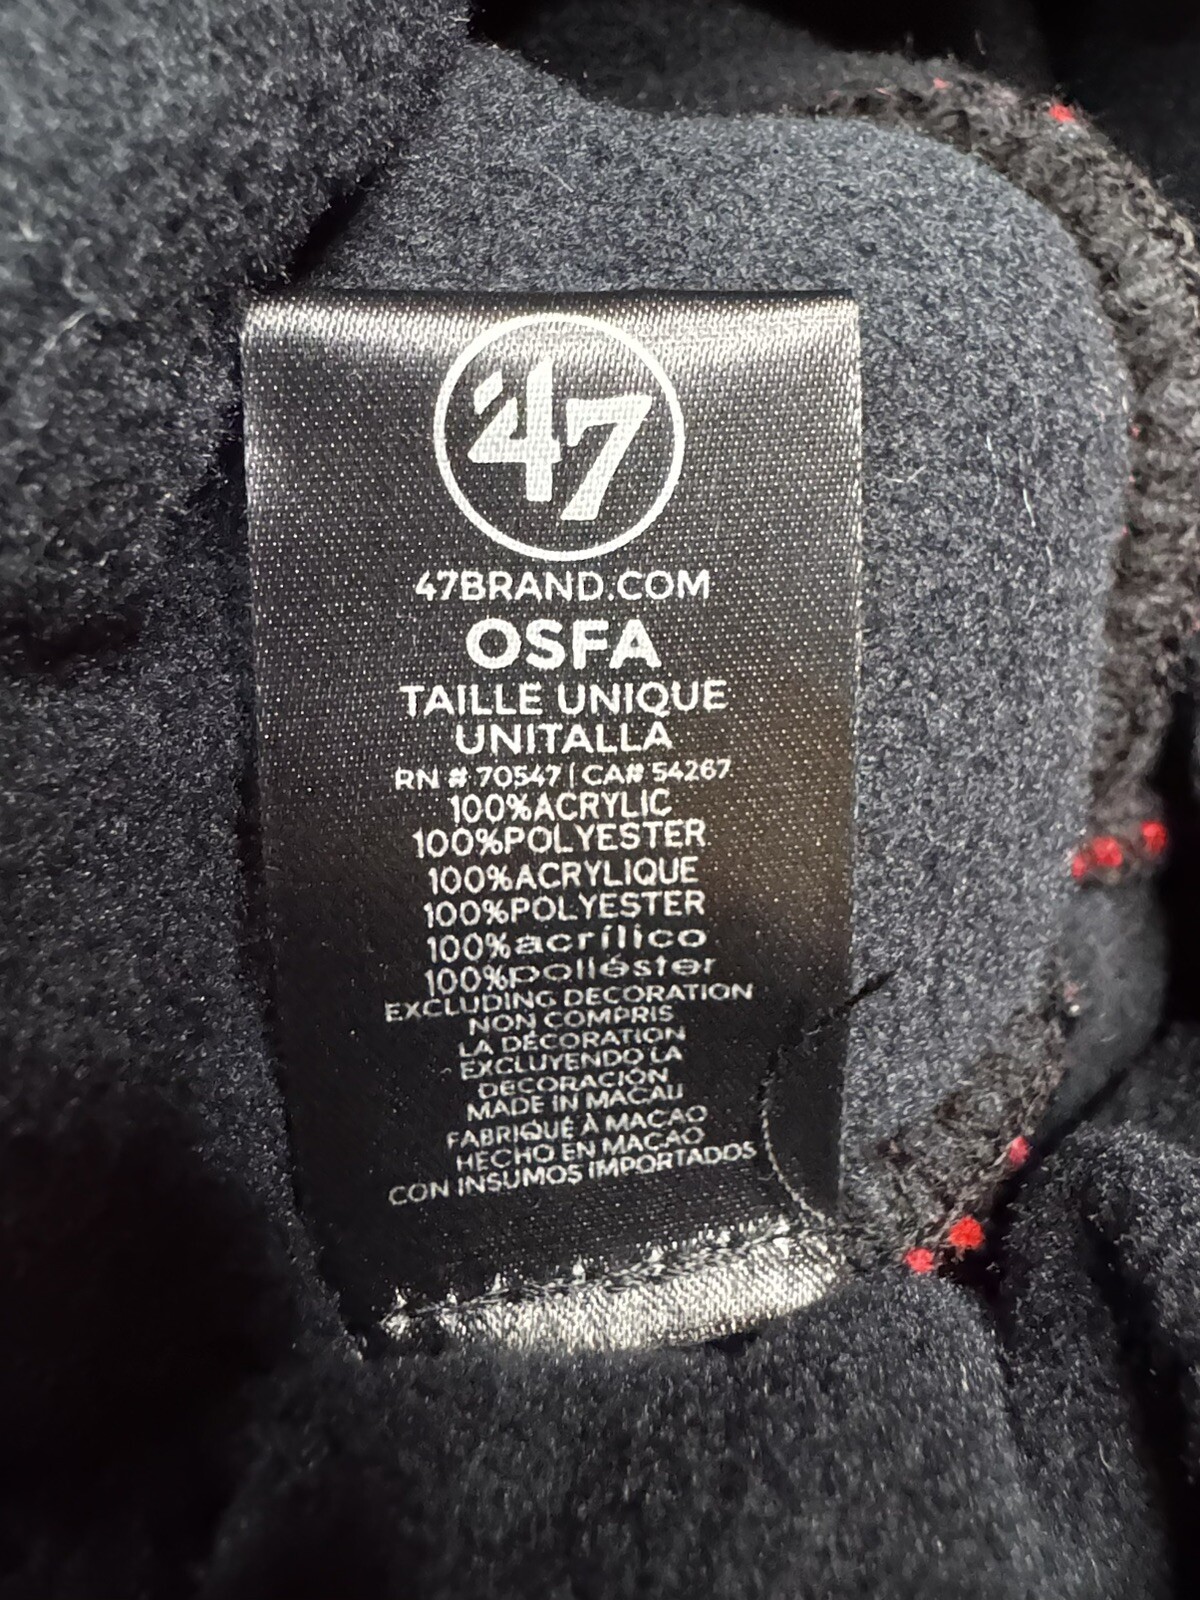 '47
47BRAND.COM
OSFA
TAILLE UNIQUE
UNITALLA
RN # 70547 | CA# 54267
100%ACRYLIC
100%POLYESTER
100%ACRYLIQUE
100%POLYESTER
100%acrílico
100%poliéster
EXCLUDING DECORATION
NON COMPRIS
LA DÉCORATION
EXCLUYENDO LA
DECORACIÓN
MADE IN MACAU
FABRIQUÉ À MACAO
HECHO EN MACAO
CON INSUMOS IMPORTADOS